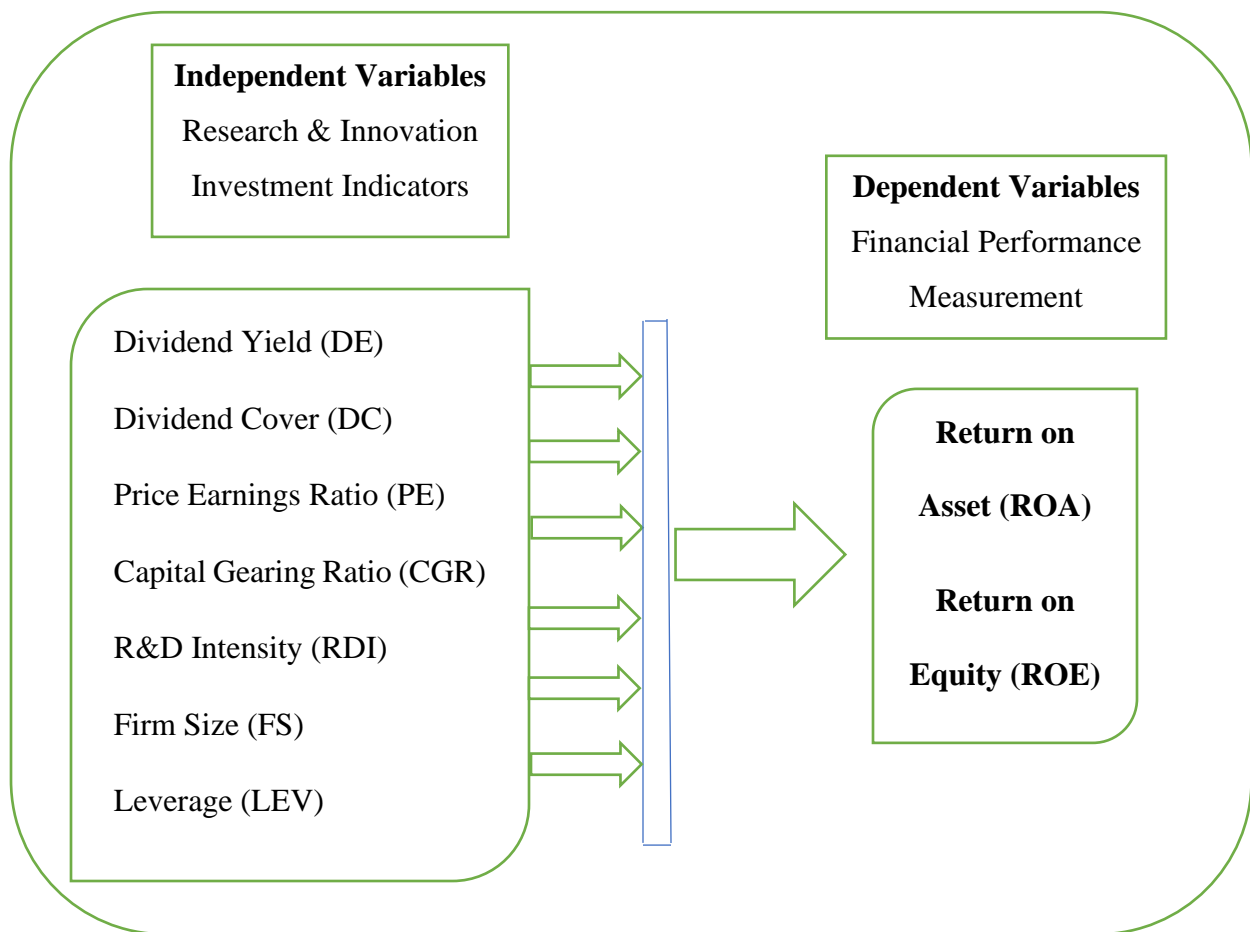 Independent Variables
Research & Innovation
Investment Indicators
Dependent Variables
Financial Performance
Measurement
Dividend Yield (DE)
Dividend Cover (DC)
Price Earnings Ratio (PE)
Capital Gearing Ratio (CGR)
R&D Intensity (RDI)
Firm Size (FS)
Leverage (LEV)
Return on
Asset (ROA)
Return on
Equity (ROE)